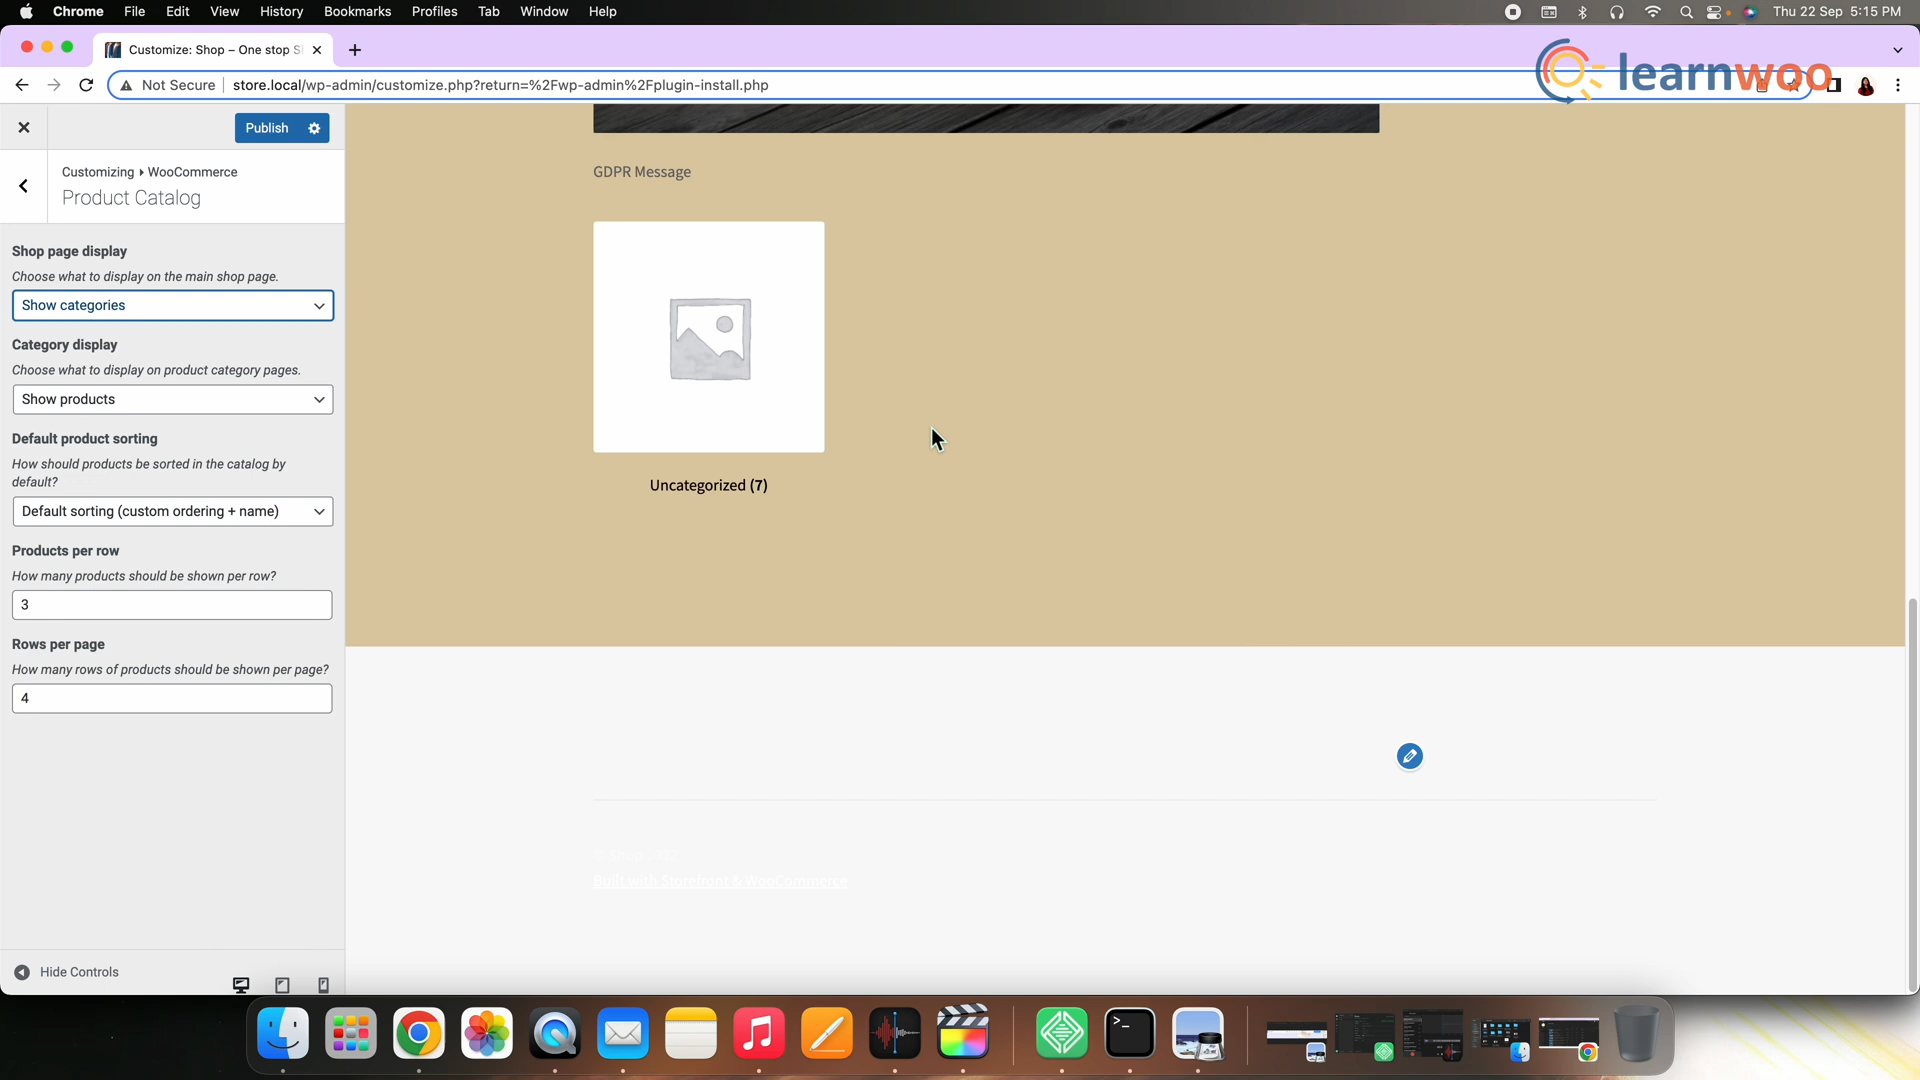 Chrome File Edit View History Bookmarks Profiles Tab Window Help Thu 22 Sep 5:15 PM
Customize: Shop – One stop S
learnwoo
Not Secure store.local/wp-admin/customize.php?return=%2Fwp-admin%2Fplugin-install.php
Publish
Customizing ▸ WooCommerce
Product Catalog
Shop page display
Choose what to display on the main shop page.
Show categories
Category display
Choose what to display on product category pages.
Show products
Default product sorting
How should products be sorted in the catalog by
default?
Default sorting (custom ordering + name)
Products per row
How many products should be shown per row?
3
Rows per page
How many rows of products should be shown per page?
4
Hide Controls
GDPR Message
Uncategorized (7)
Built with Storefront & WooCommerce